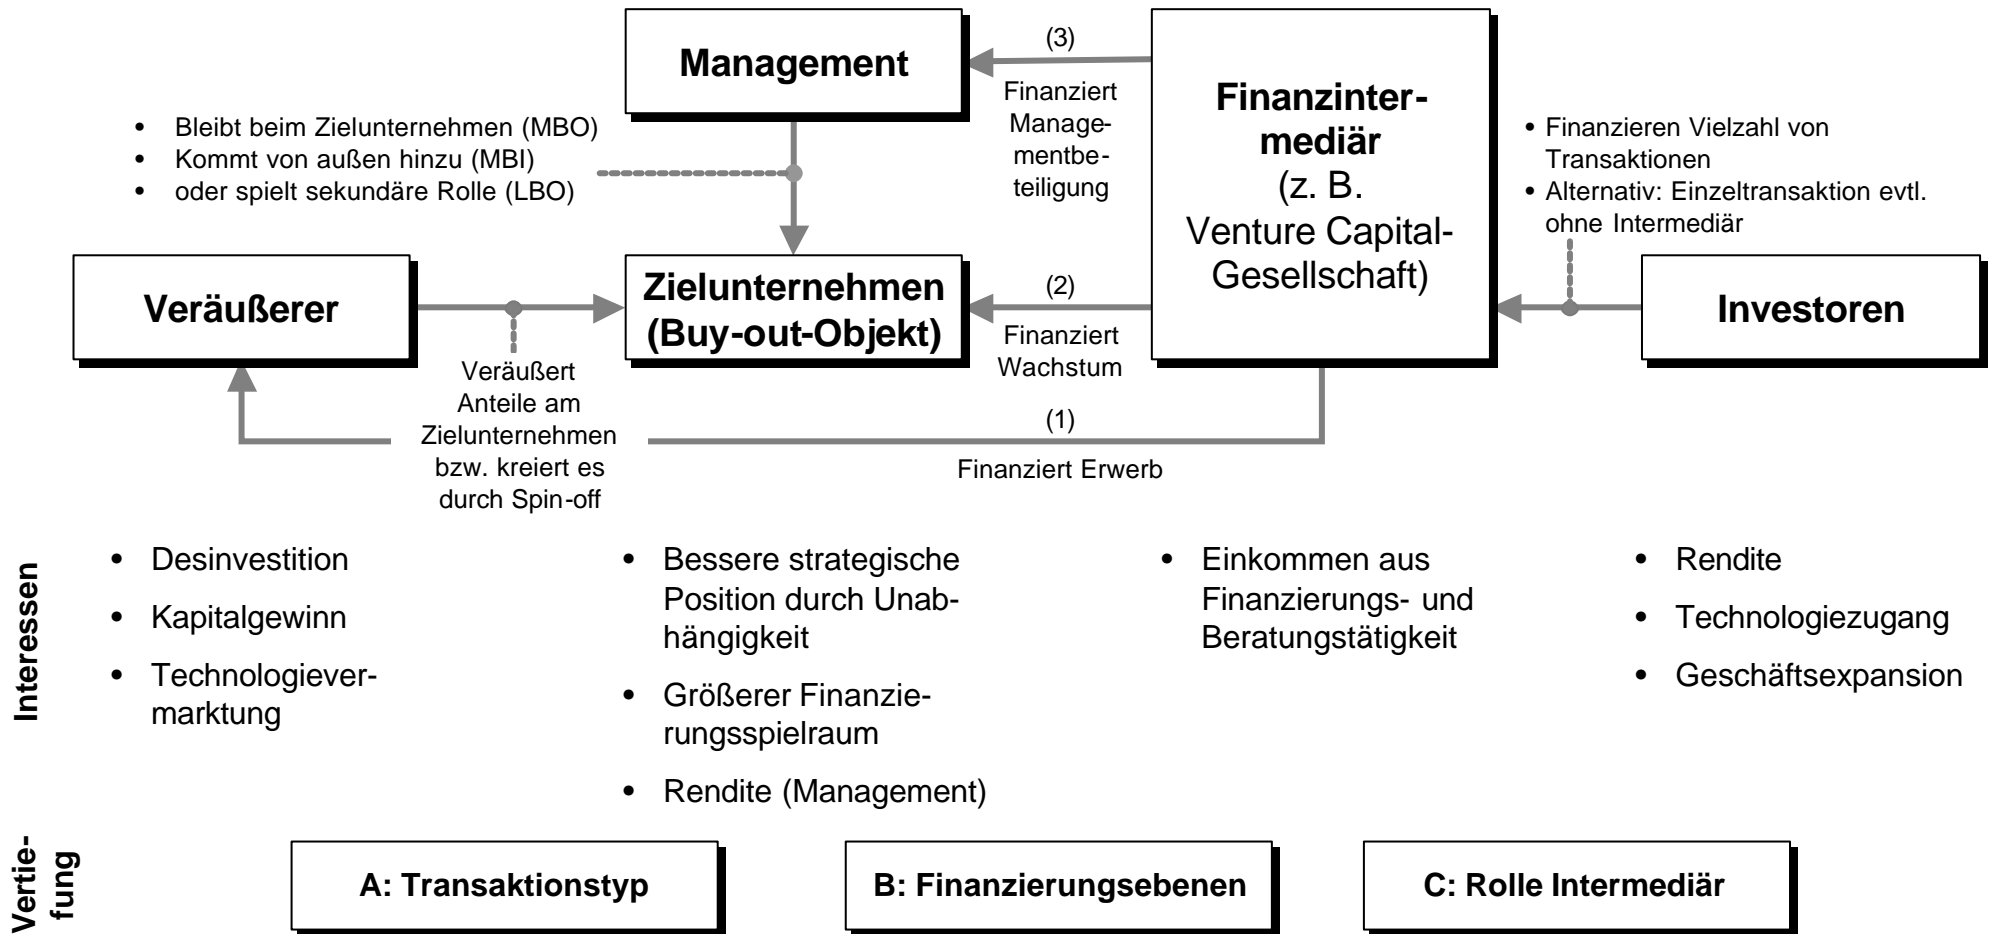 Management
(3)
Finanziert
Manage-
mentbe-
teiligung
Finanzinter-
mediär
(z. B.
Venture Capital-
Gesellschaft)
• Bleibt beim Zielunternehmen (MBO)
• Kommt von außen hinzu (MBI)
• oder spielt sekundäre Rolle (LBO)
• Finanzieren Vielzahl von
Transaktionen
• Alternativ: Einzeltransaktion evtl.
ohne Intermediär
Veräußerer
Zielunternehmen
(Buy-out-Objekt)
(2)
Finanziert
Wachstum
Investoren
Veräußert
Anteile am
Zielunternehmen
bzw. kreiert es
durch Spin-off
(1)
Finanziert Erwerb
Interessen
• Desinvestition
• Kapitalgewinn
• Technologiever-
marktung
• Bessere strategische
Position durch Unab-
hängigkeit
• Größerer Finanzie-
rungsspielraum
• Rendite (Management)
• Einkommen aus
Finanzierungs- und
Beratungstätigkeit
• Rendite
• Technologiezugang
• Geschäftsexpansion
Vertie-
fung
A: Transaktionstyp
B: Finanzierungsebenen
C: Rolle Intermediär